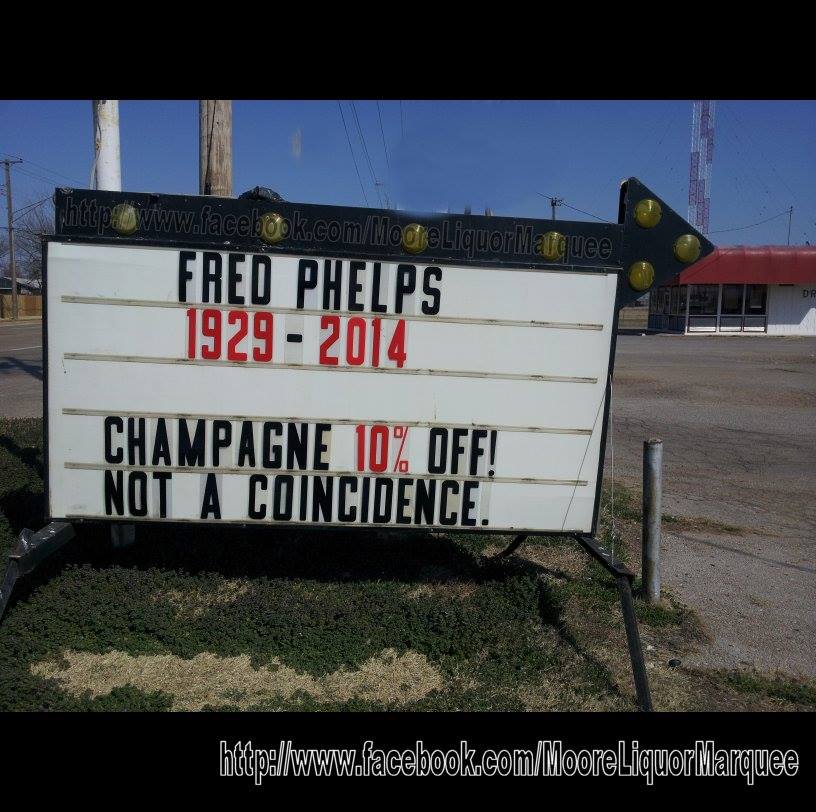 http://www.facebook.com/MooreLiquorMarquee
FRED PHELPS
1929 - 2014
CHAMPAGNE 10% OFF!
NOT A COINCIDENCE.
http://www.facebook.com/MooreLiquorMarquee